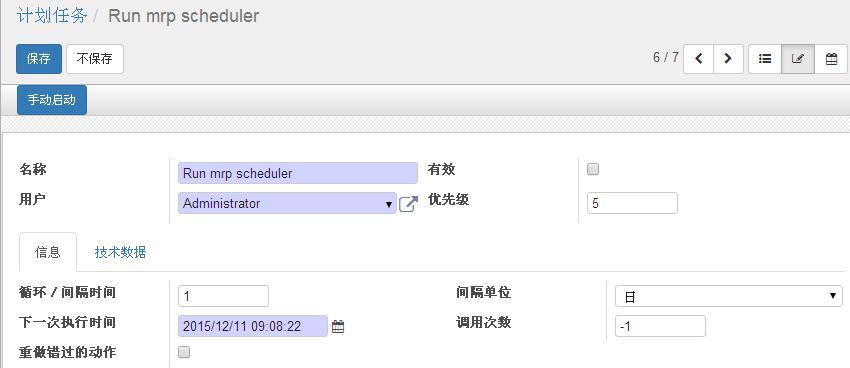 计划任务 / Run mrp scheduler
保存 不保存 6 / 7
手动启动
名称 Run mrp scheduler 有效
用户 Administrator 优先级 5
信息 技术数据
循环 / 间隔时间 1 间隔单位 日
下一次执行时间 2015/12/11 09:08:22 调用次数 -1
重做错过的动作